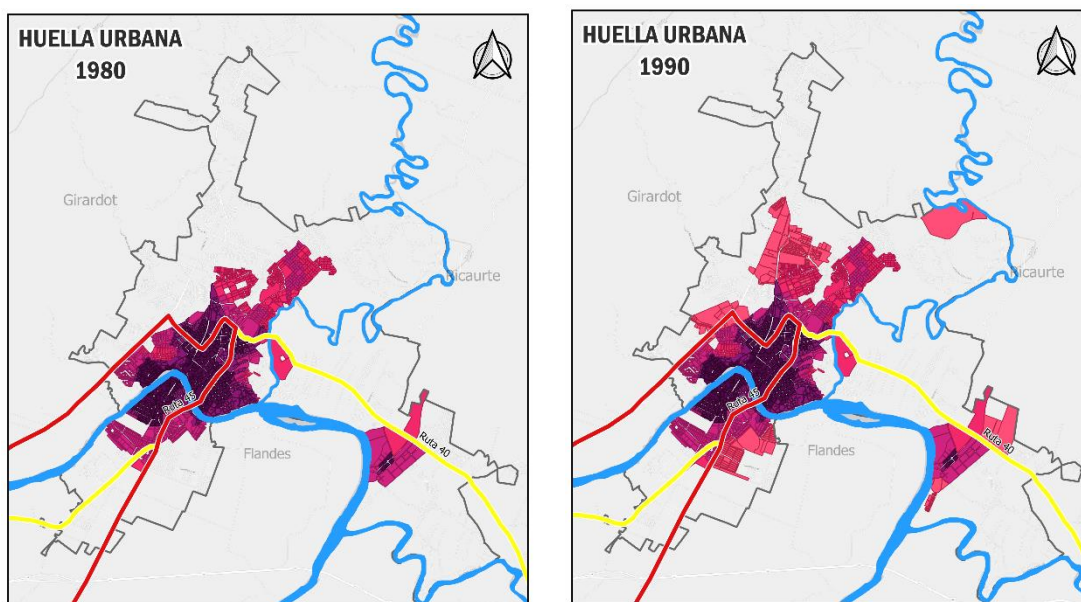 HUELLA URBANA
1980
Girardot
Ricaurte
Ruta 45
Ruta 40
Flandes
HUELLA URBANA
1990
Girardot
Ricaurte
Ruta 45
Ruta 40
Flandes